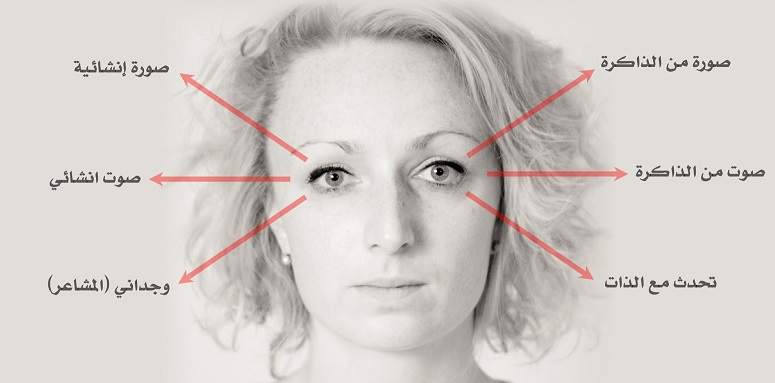 صورة من الذاكرة
صورة إنشائية
صوت من الذاكرة
صوت انشائي
تحدث مع الذات
وجداني (المشاعر)